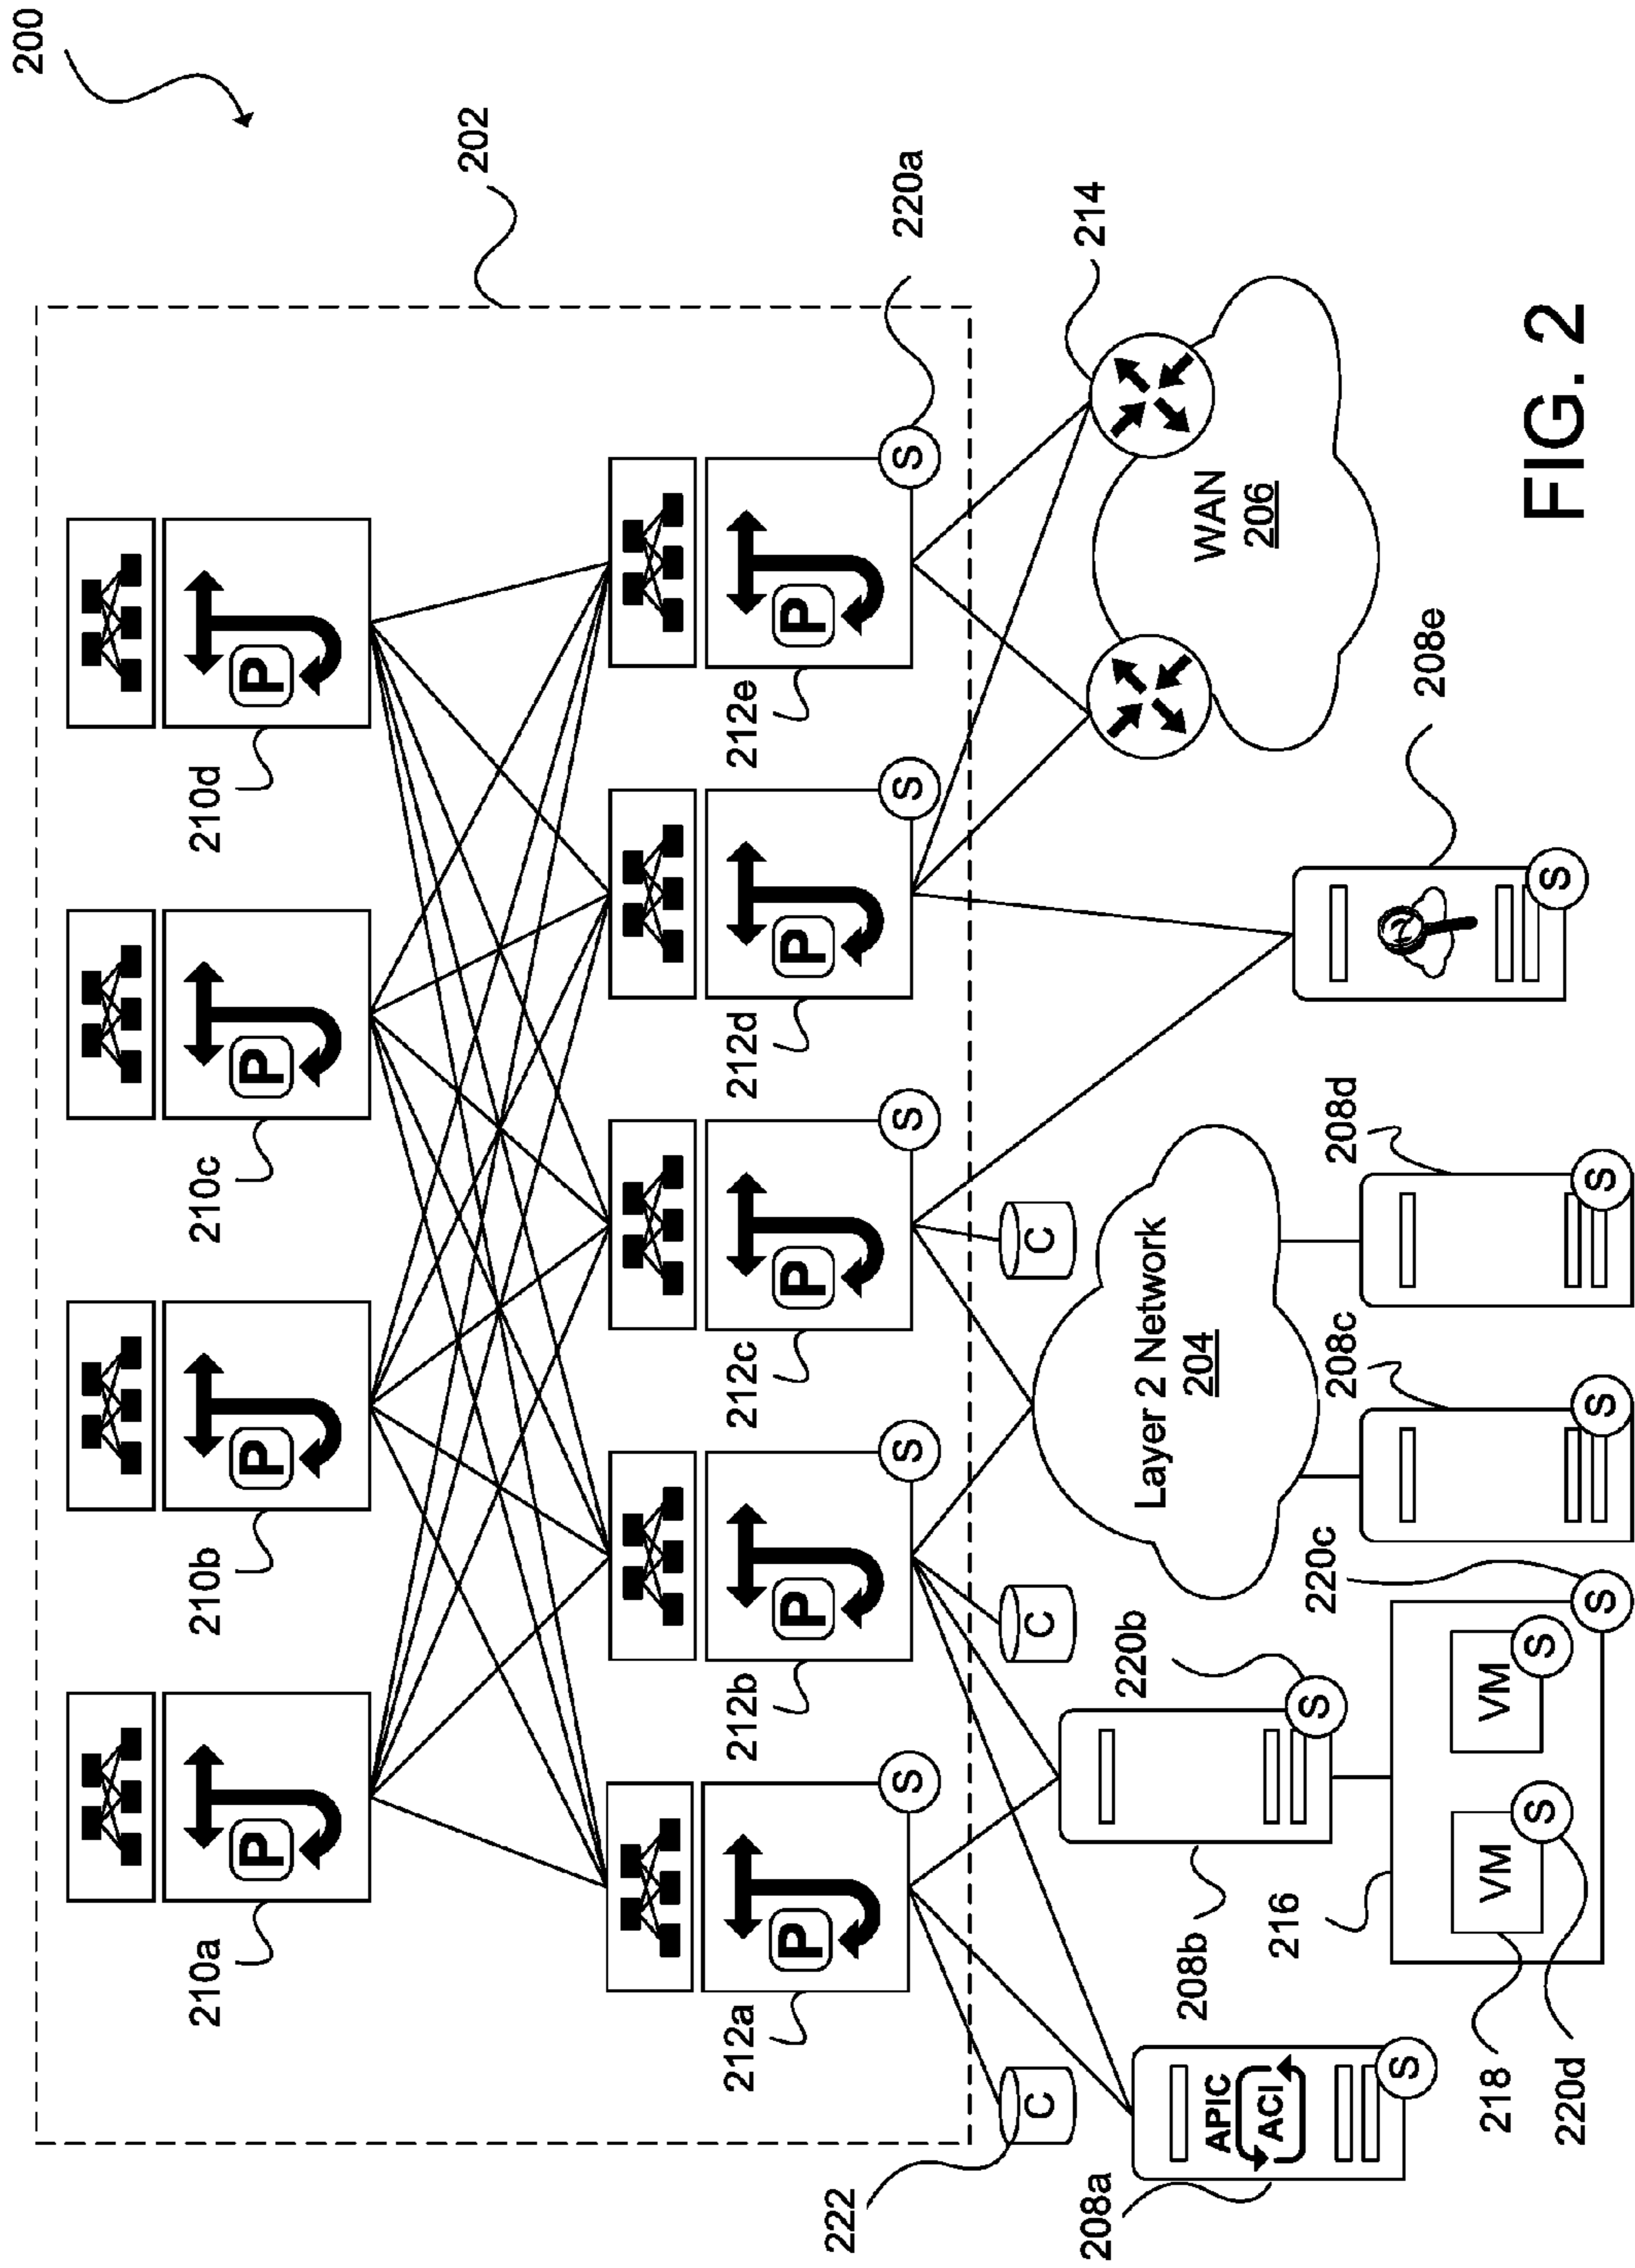 200
202
210a
210b
210c
210d
P
P
P
P
212a
212b
212c
212d
212e
P
P
P
P
P
S
S
S
S
S
220a
222
C
C
C
214
208a
APIC
ACI
S
208b
220b
S
Layer 2 Network
204
WAN
206
216
218
VM
S
VM
S
220d
220c
S
208c
S
208d
S
208e
S
FIG. 2